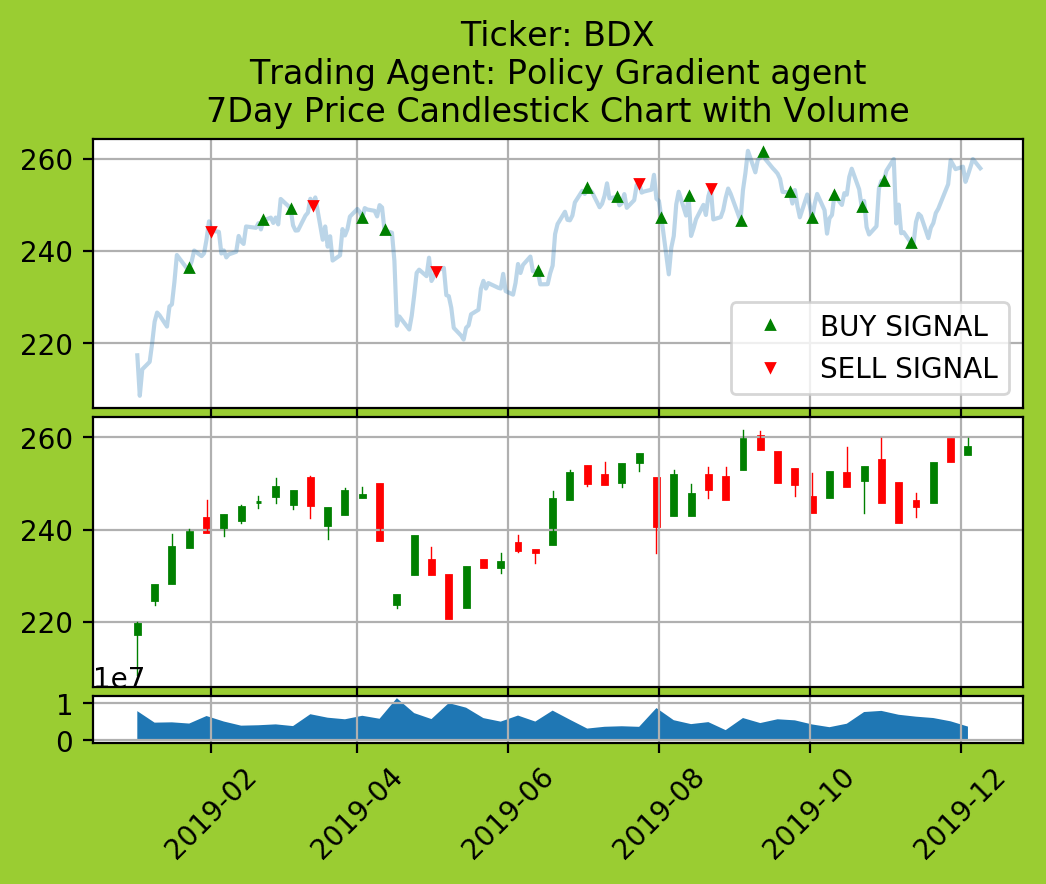 Ticker: BDX
Trading Agent: Policy Gradient agent
7Day Price Candlestick Chart with Volume
260
240
220
BUY SIGNAL
SELL SIGNAL
260
240
220
1e7
1
0
2019-02
2019-04
2019-06
2019-08
2019-10
2019-12